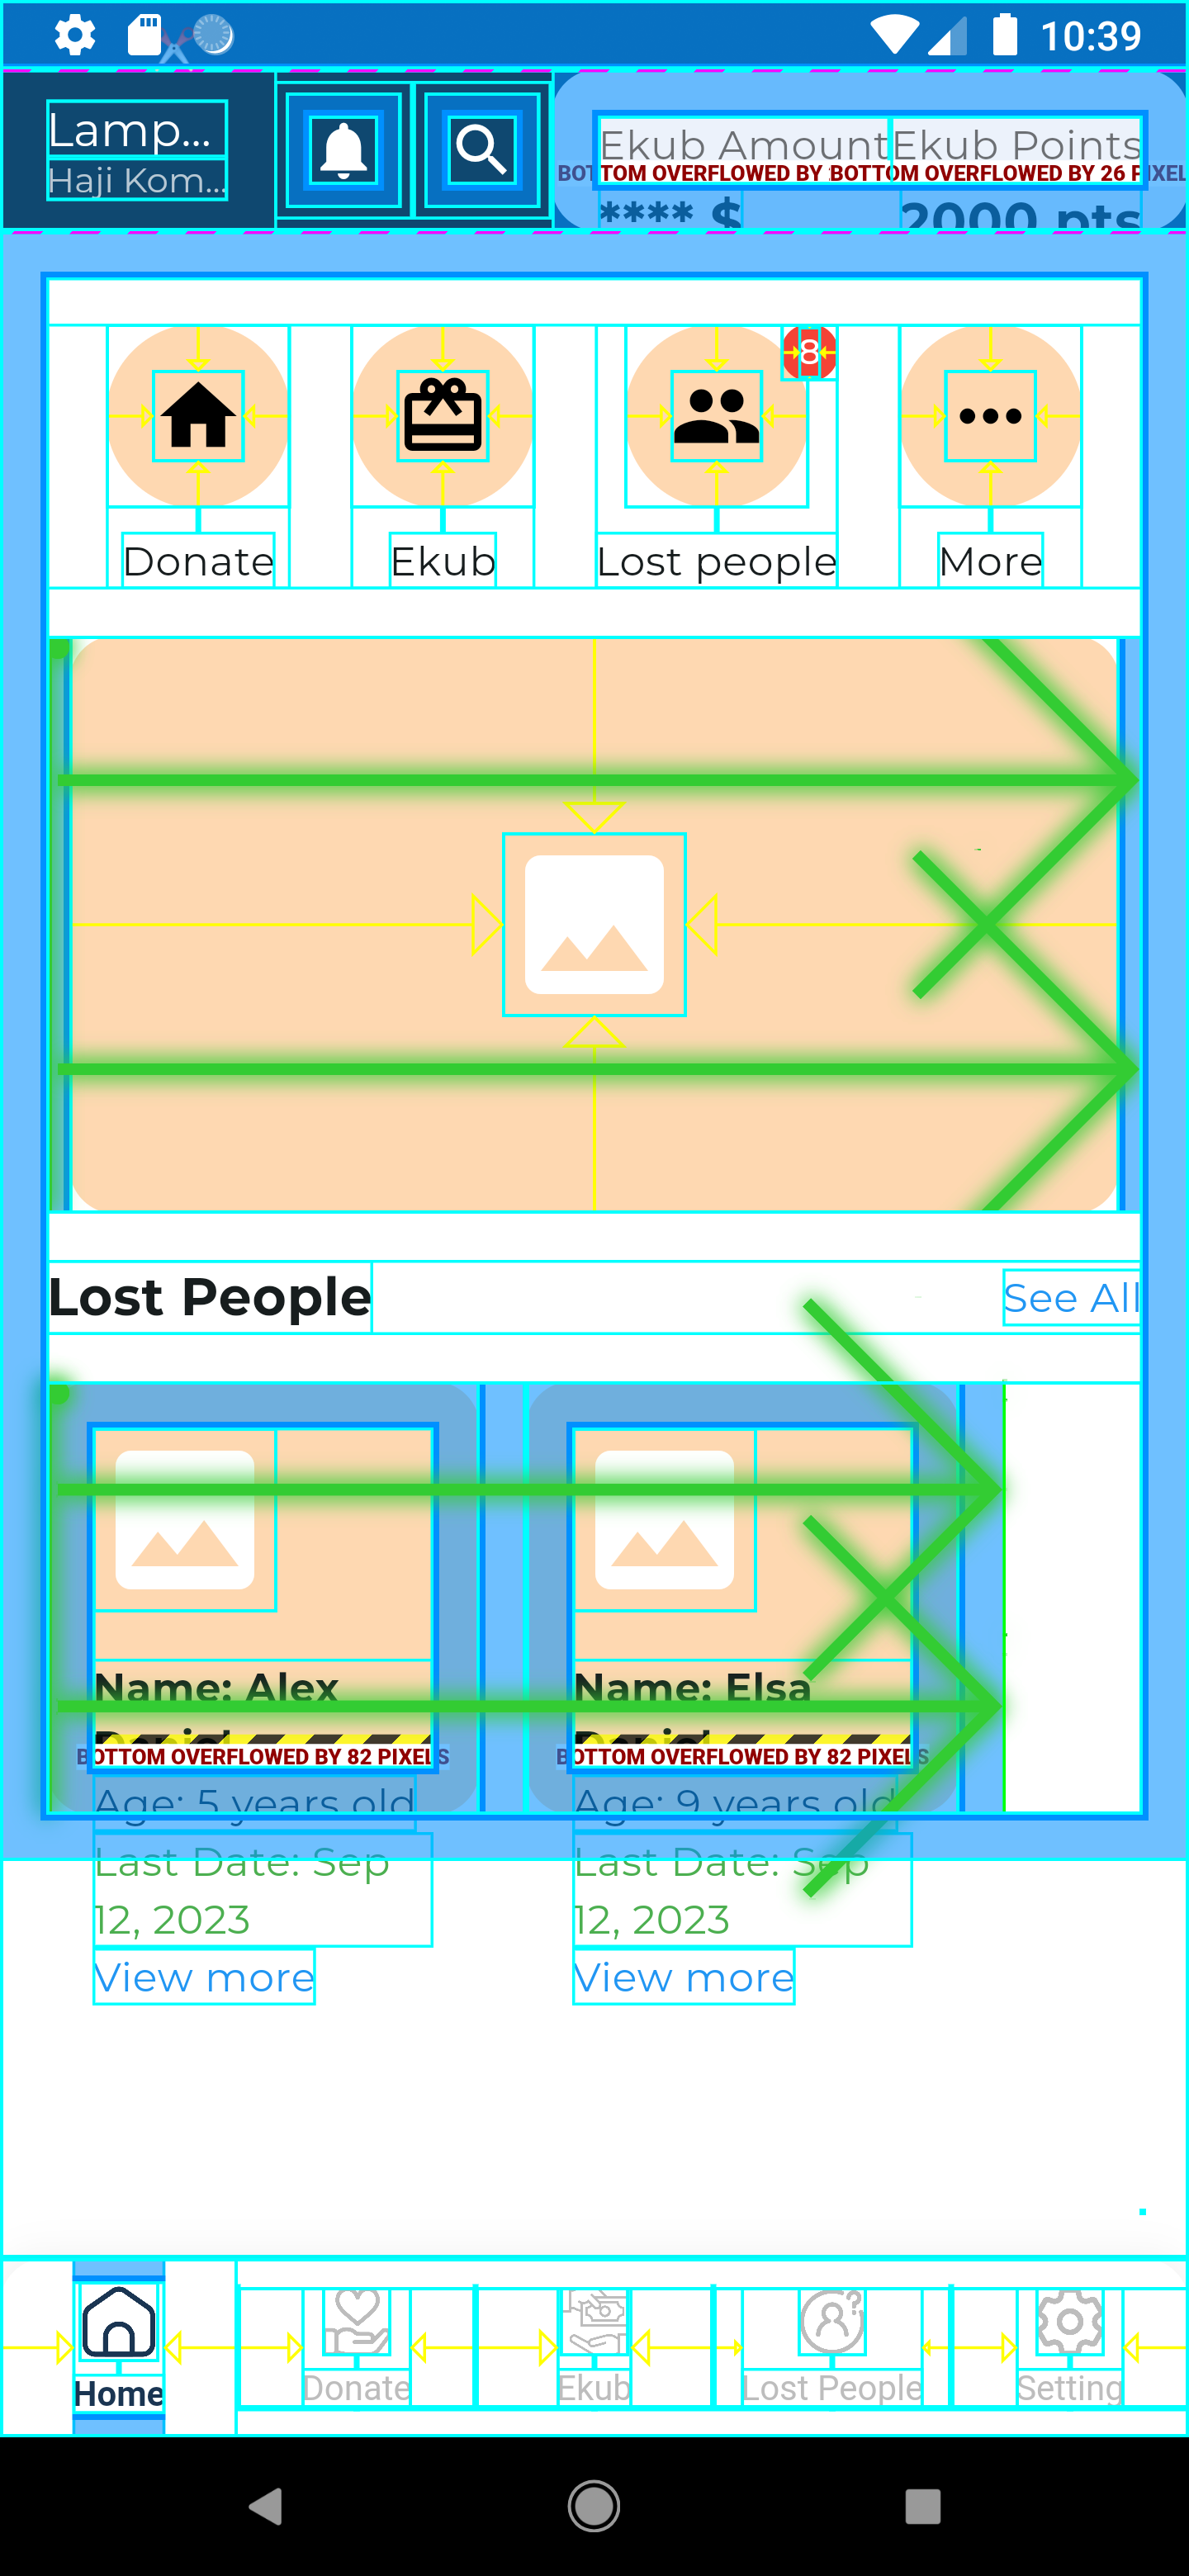 10:39
Lamp...
Haji Kom...
Ekub Amount
Ekub Points
BOTTOM OVERFLOWED BY
BOTTOM OVERFLOWED BY 26 PIXELS
**** $
2000 pts
8
Donate
Ekub
Lost people
More
Lost People
See All
Name: Alex
Daniel
BOTTOM OVERFLOWED BY 82 PIXELS
Age: 5 years old
Last Date: Sep
12, 2023
View more
Name: Elsa
Daniel
BOTTOM OVERFLOWED BY 82 PIXELS
Age: 9 years old
Last Date: Sep
12, 2023
View more
Home
Donate
Ekub
Lost People
Setting